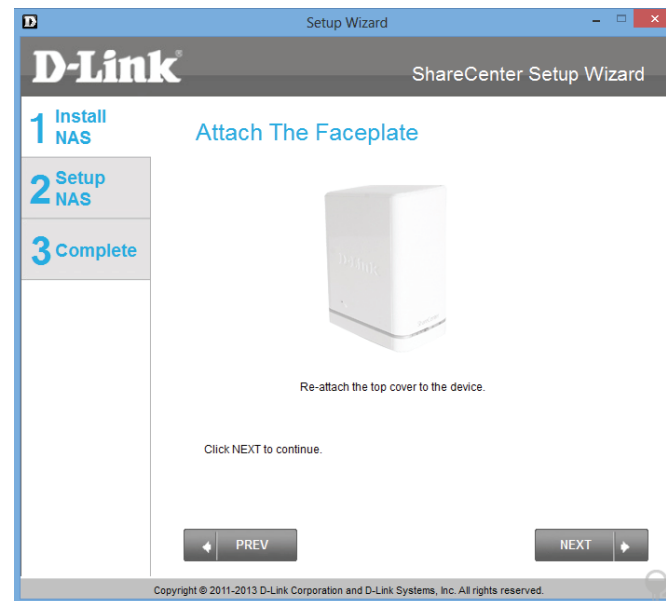 Setup Wizard
D-Link
ShareCenter Setup Wizard
1 Install NAS
Attach The Faceplate
2 Setup NAS
3 Complete
D-Link
Re-attach the top cover to the device.
Click NEXT to continue.
PREV
NEXT
Copyright © 2011-2013 D-Link Corporation and D-Link Systems, Inc. All rights reserved.